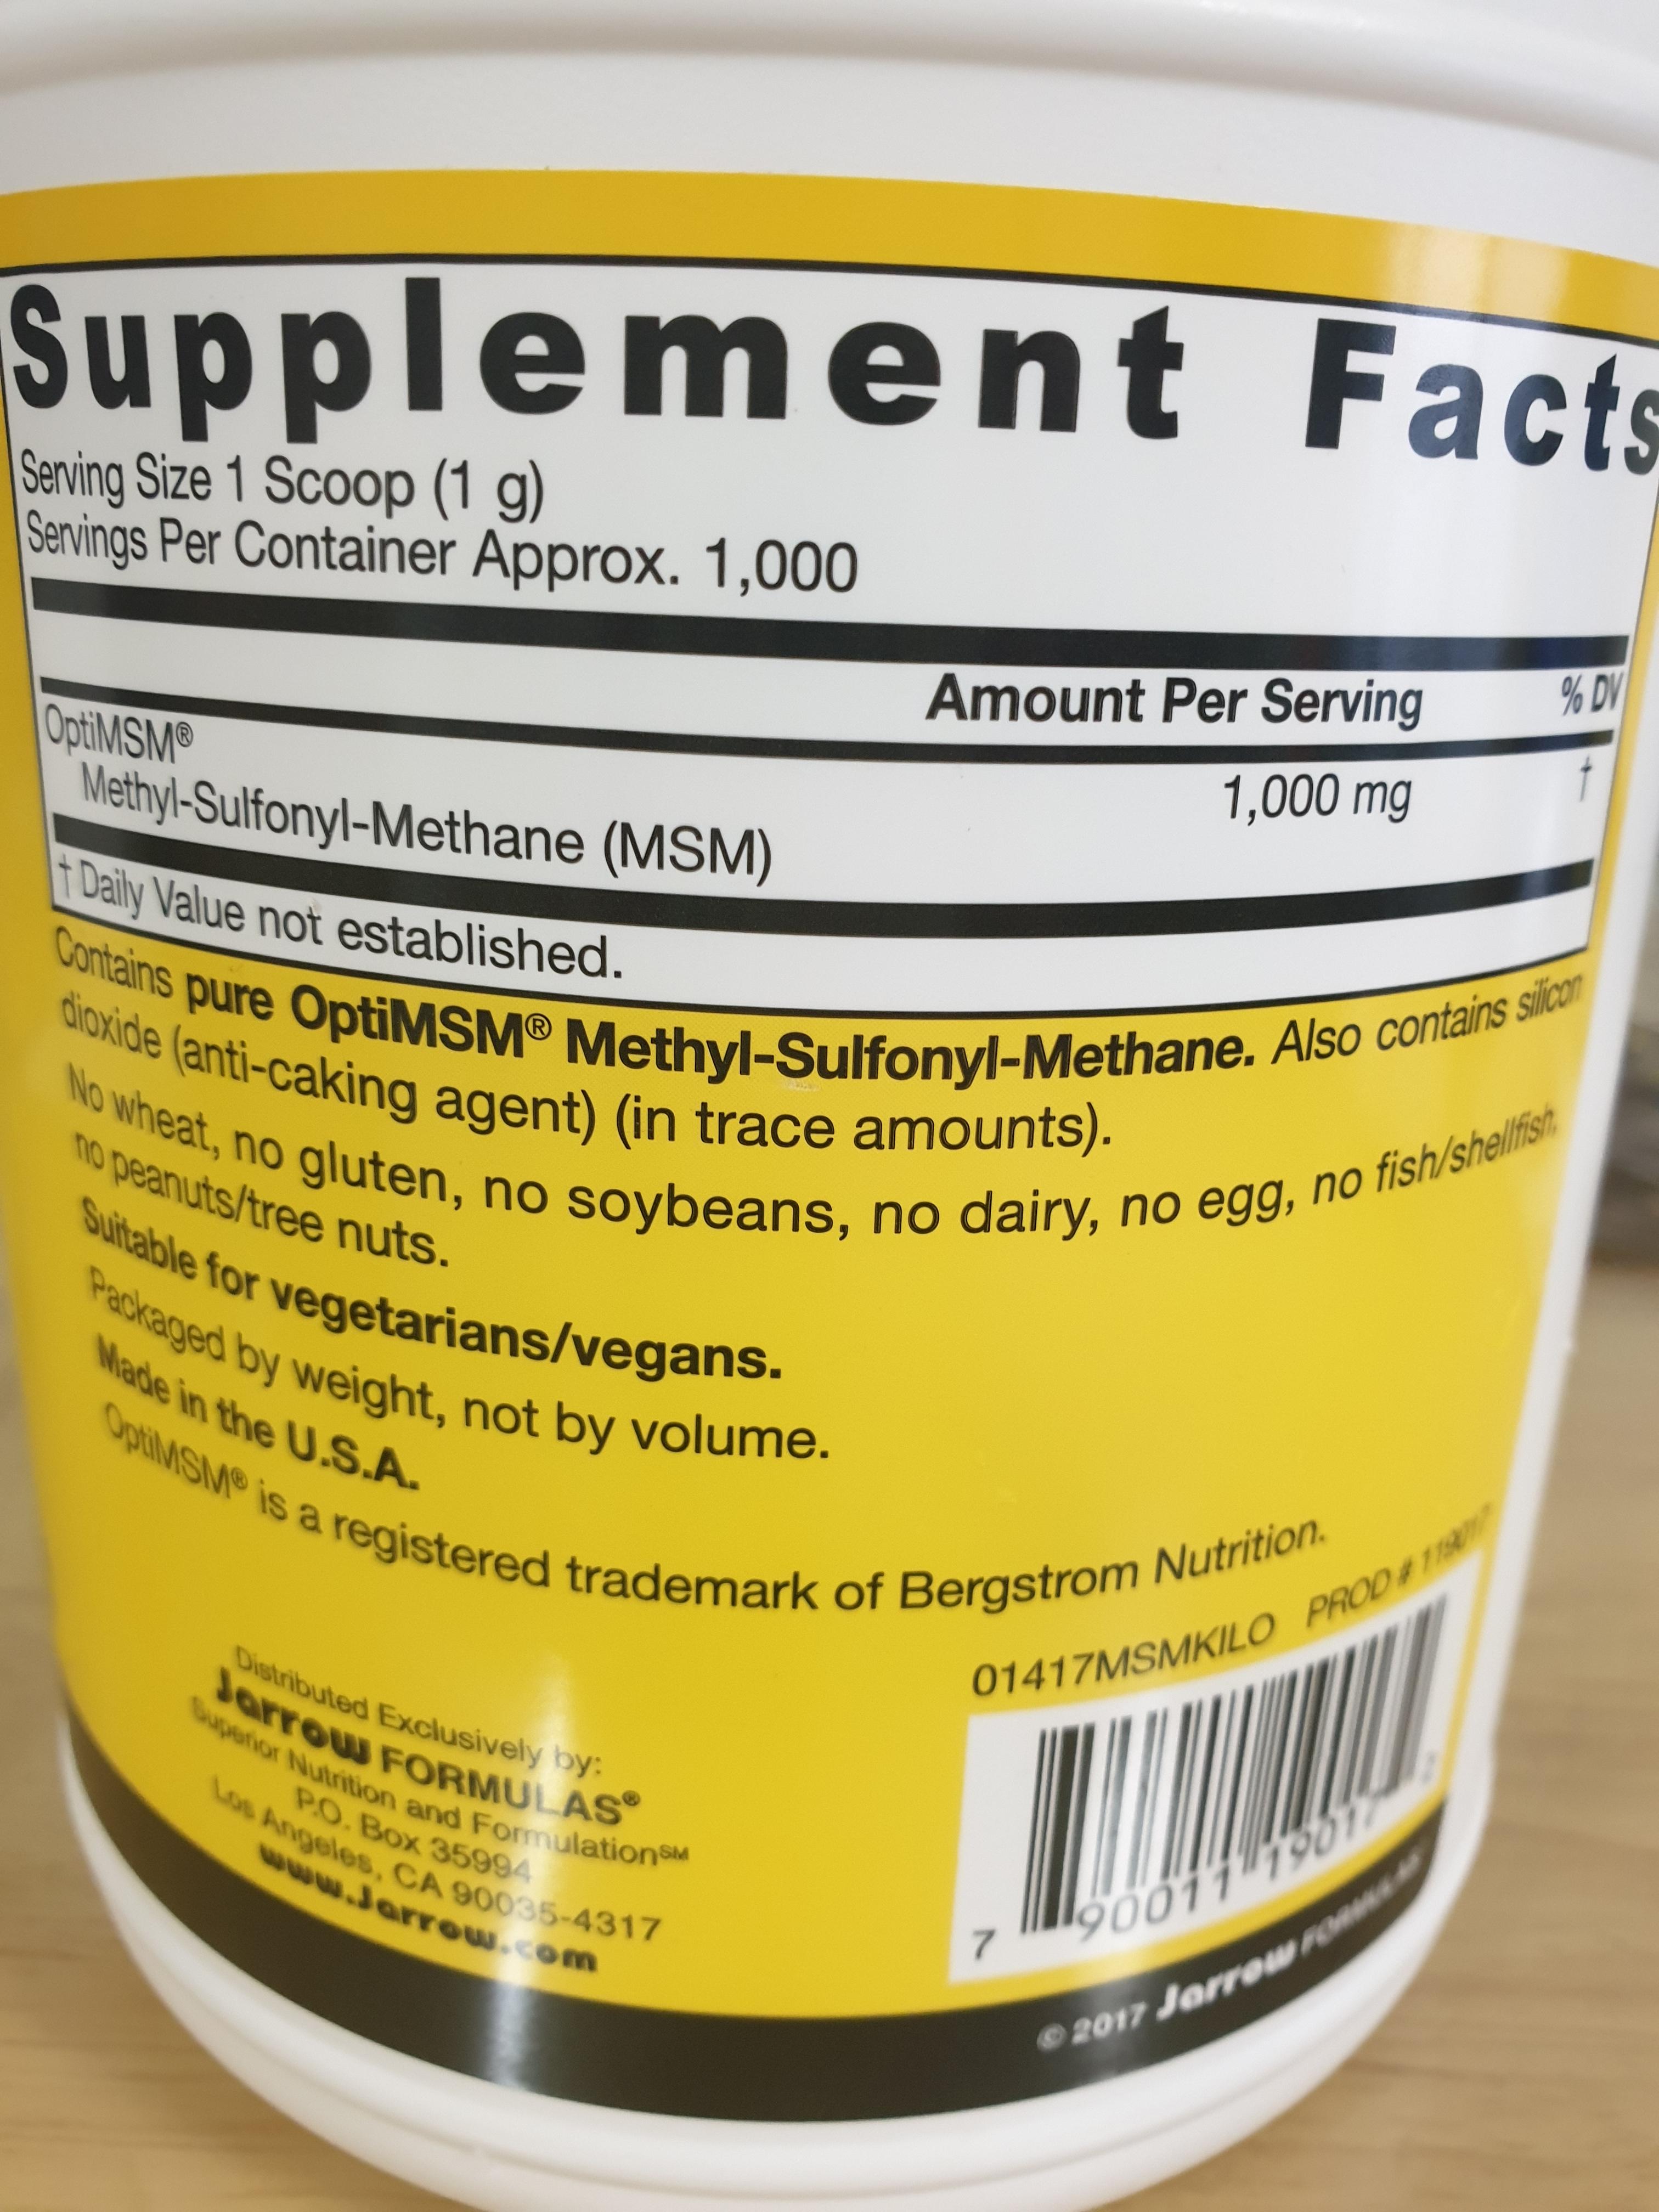 Supplement Facts
Serving Size 1 Scoop (1 g)
Servings Per Container Approx. 1,000
Amount Per Serving % DV
OptiMSM®
Methyl-Sulfonyl-Methane (MSM) 1,000 mg †
† Daily Value not established.
Contains pure OptiMSM® Methyl-Sulfonyl-Methane. Also contains silicon
dioxide (anti-caking agent) (in trace amounts).
No wheat, no gluten, no soybeans, no dairy, no egg, no fish/shellfish,
no peanuts/tree nuts.
Suitable for vegetarians/vegans.
Packaged by weight, not by volume.
Made in the U.S.A.
OptiMSM® is a registered trademark of Bergstrom Nutrition.
01417MSMKILO PROD # 119017
Distributed Exclusively by:
Jarrow FORMULAS®
Superior Nutrition and Formulation℠
P.O. Box 35994
Los Angeles, CA 90035-4317
www.Jarrow.com
7 90011 19017 2
© 2017 Jarrow FORMULAS